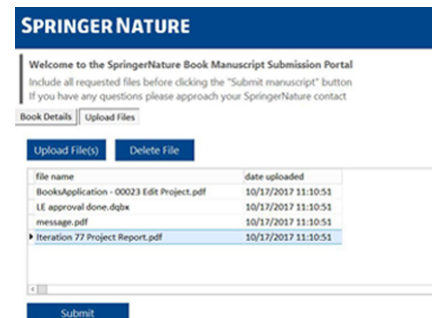 SPRINGER NATURE
Welcome to the SpringerNature Book Manuscript Submission Portal
Include all requested files before clicking the "Submit manuscript" button
If you have any questions please approach your SpringerNature contact
Book Details Upload Files
Upload File(s) Delete File
file name date uploaded
BooksApplication - 00023 Edit Project.pdf 10/17/2017 11:10:51
LE approval done.dqbx 10/17/2017 11:10:51
message.pdf 10/17/2017 11:10:51
Iteration 77 Project Report.pdf 10/17/2017 11:10:51
Submit